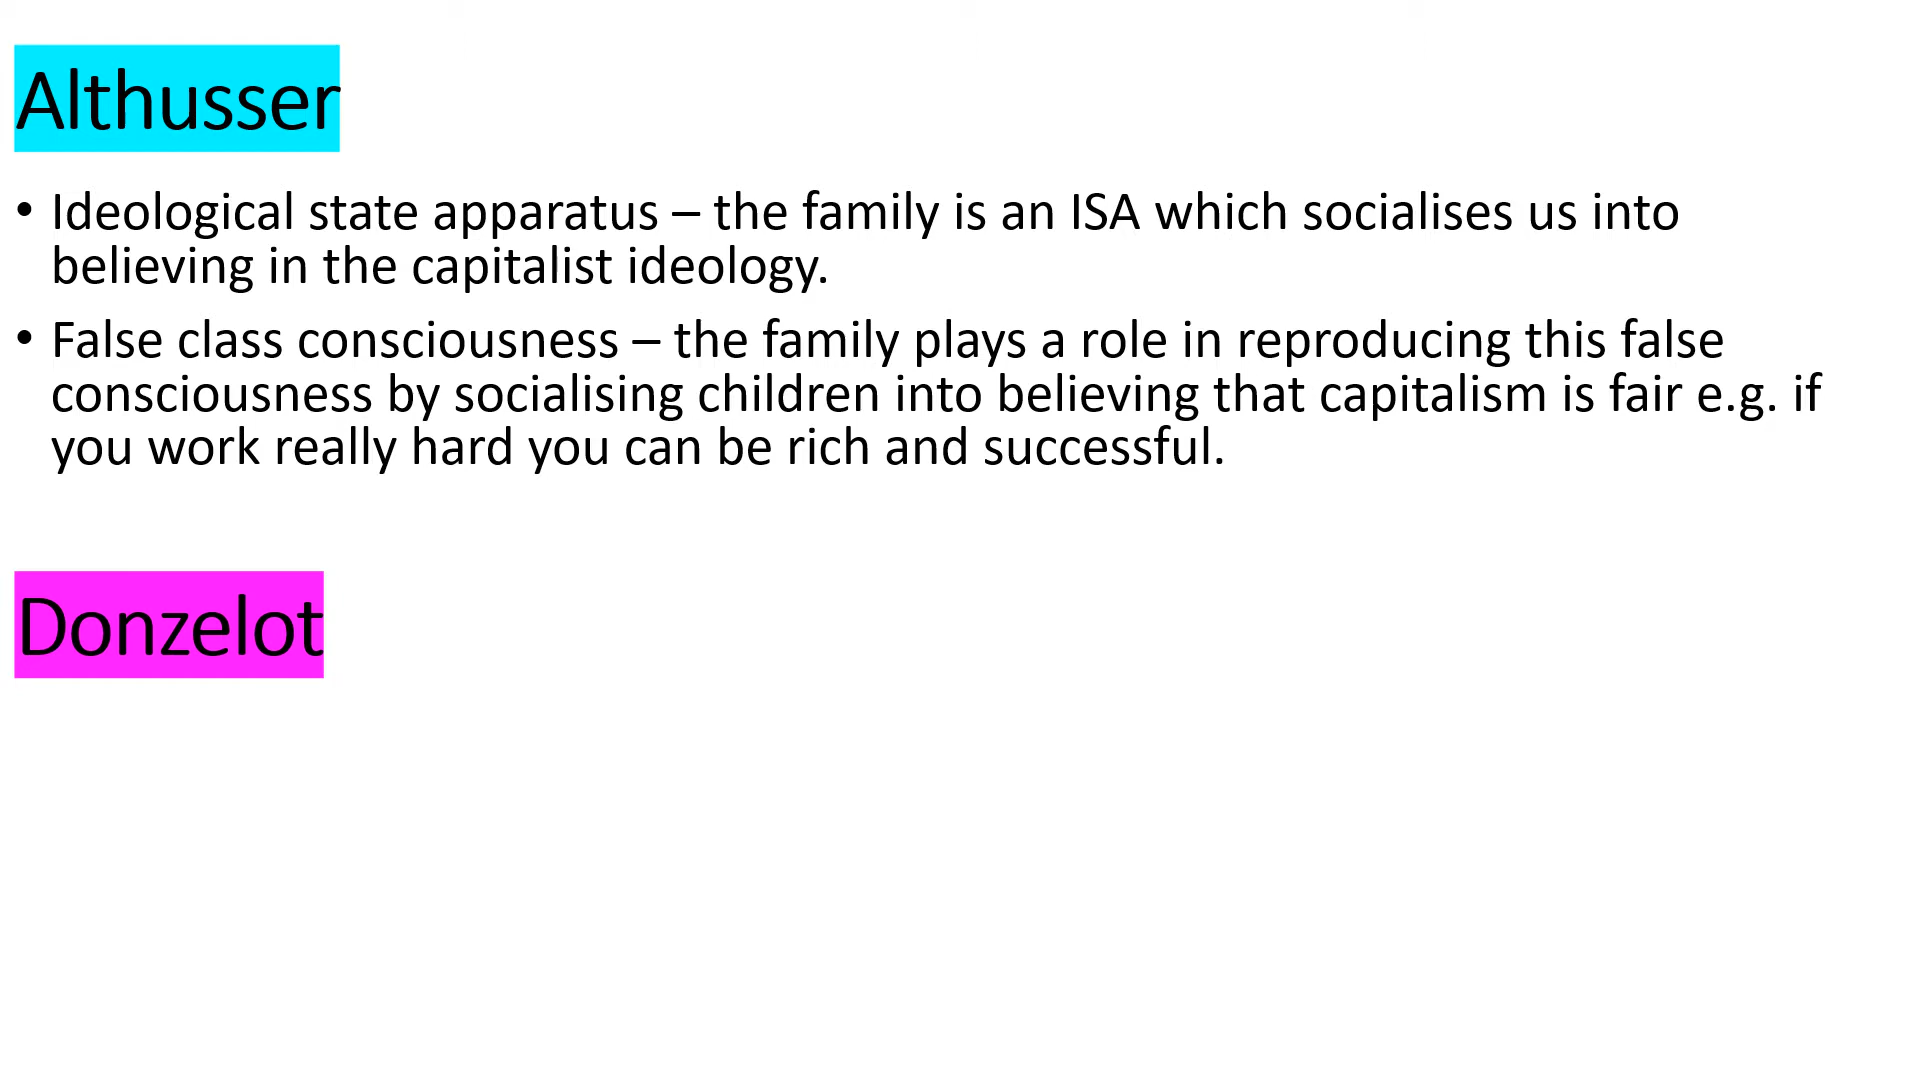 Althusser
• Ideological state apparatus – the family is an ISA which socialises us into
believing in the capitalist ideology.
• False class consciousness – the family plays a role in reproducing this false
consciousness by socialising children into believing that capitalism is fair e.g. if
you work really hard you can be rich and successful.
Donzelot